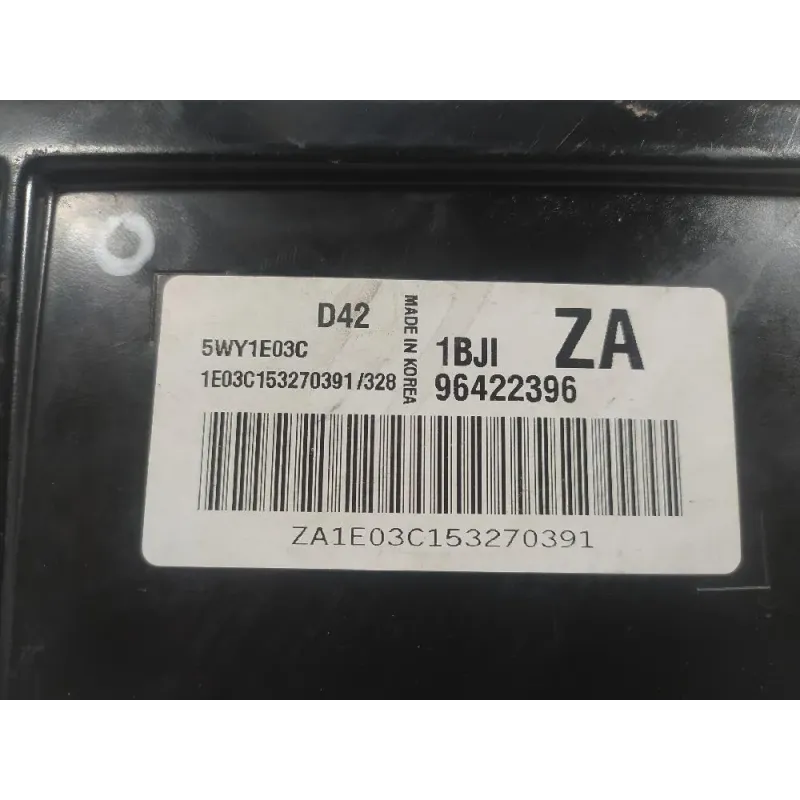 D42
5WY1E03C
1E03C153270391/328
MADE IN KOREA
1BJI
ZA
96422396
ZA1E03C153270391